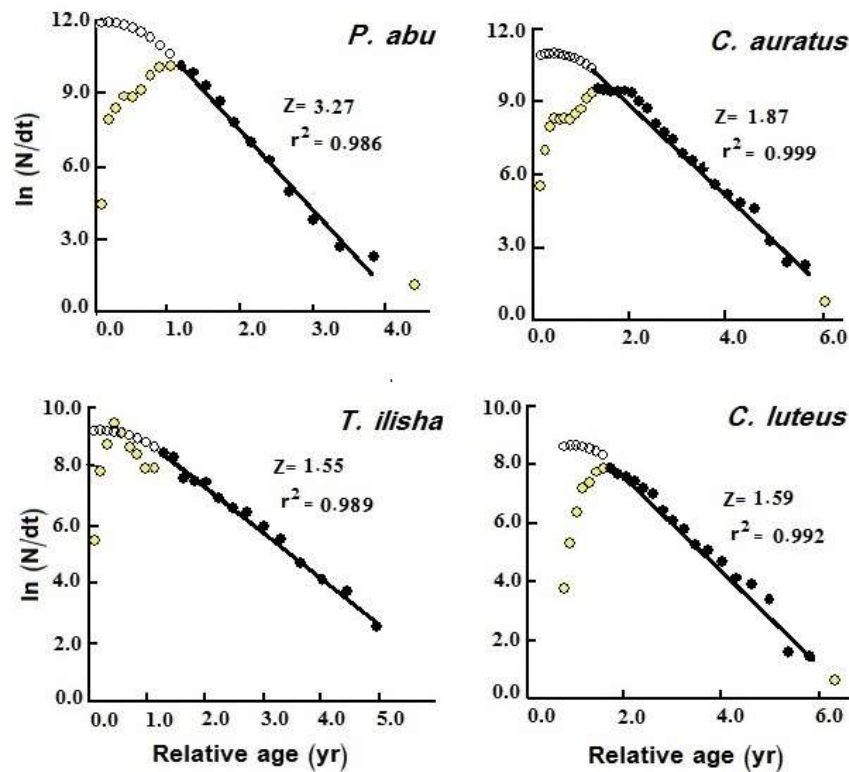 P. abu
12.0
9.0
6.0
3.0
0.0
ln (N/dt)
Z = 3.27
r² = 0.986
0.0 1.0 2.0 3.0 4.0
C. auratus
12.0
9.0
6.0
3.0
0.0
Z = 1.87
r² = 0.999
0.0 2.0 4.0 6.0
T. ilisha
10.0
8.0
6.0
4.0
2.0
0.0
ln (N/dt)
Z = 1.55
r² = 0.989
0.0 1.0 2.0 3.0 4.0 5.0
Relative age (yr)
C. luteus
10.0
8.0
6.0
4.0
2.0
0.0
Z = 1.59
r² = 0.992
0.0 2.0 4.0 6.0
Relative age (yr)